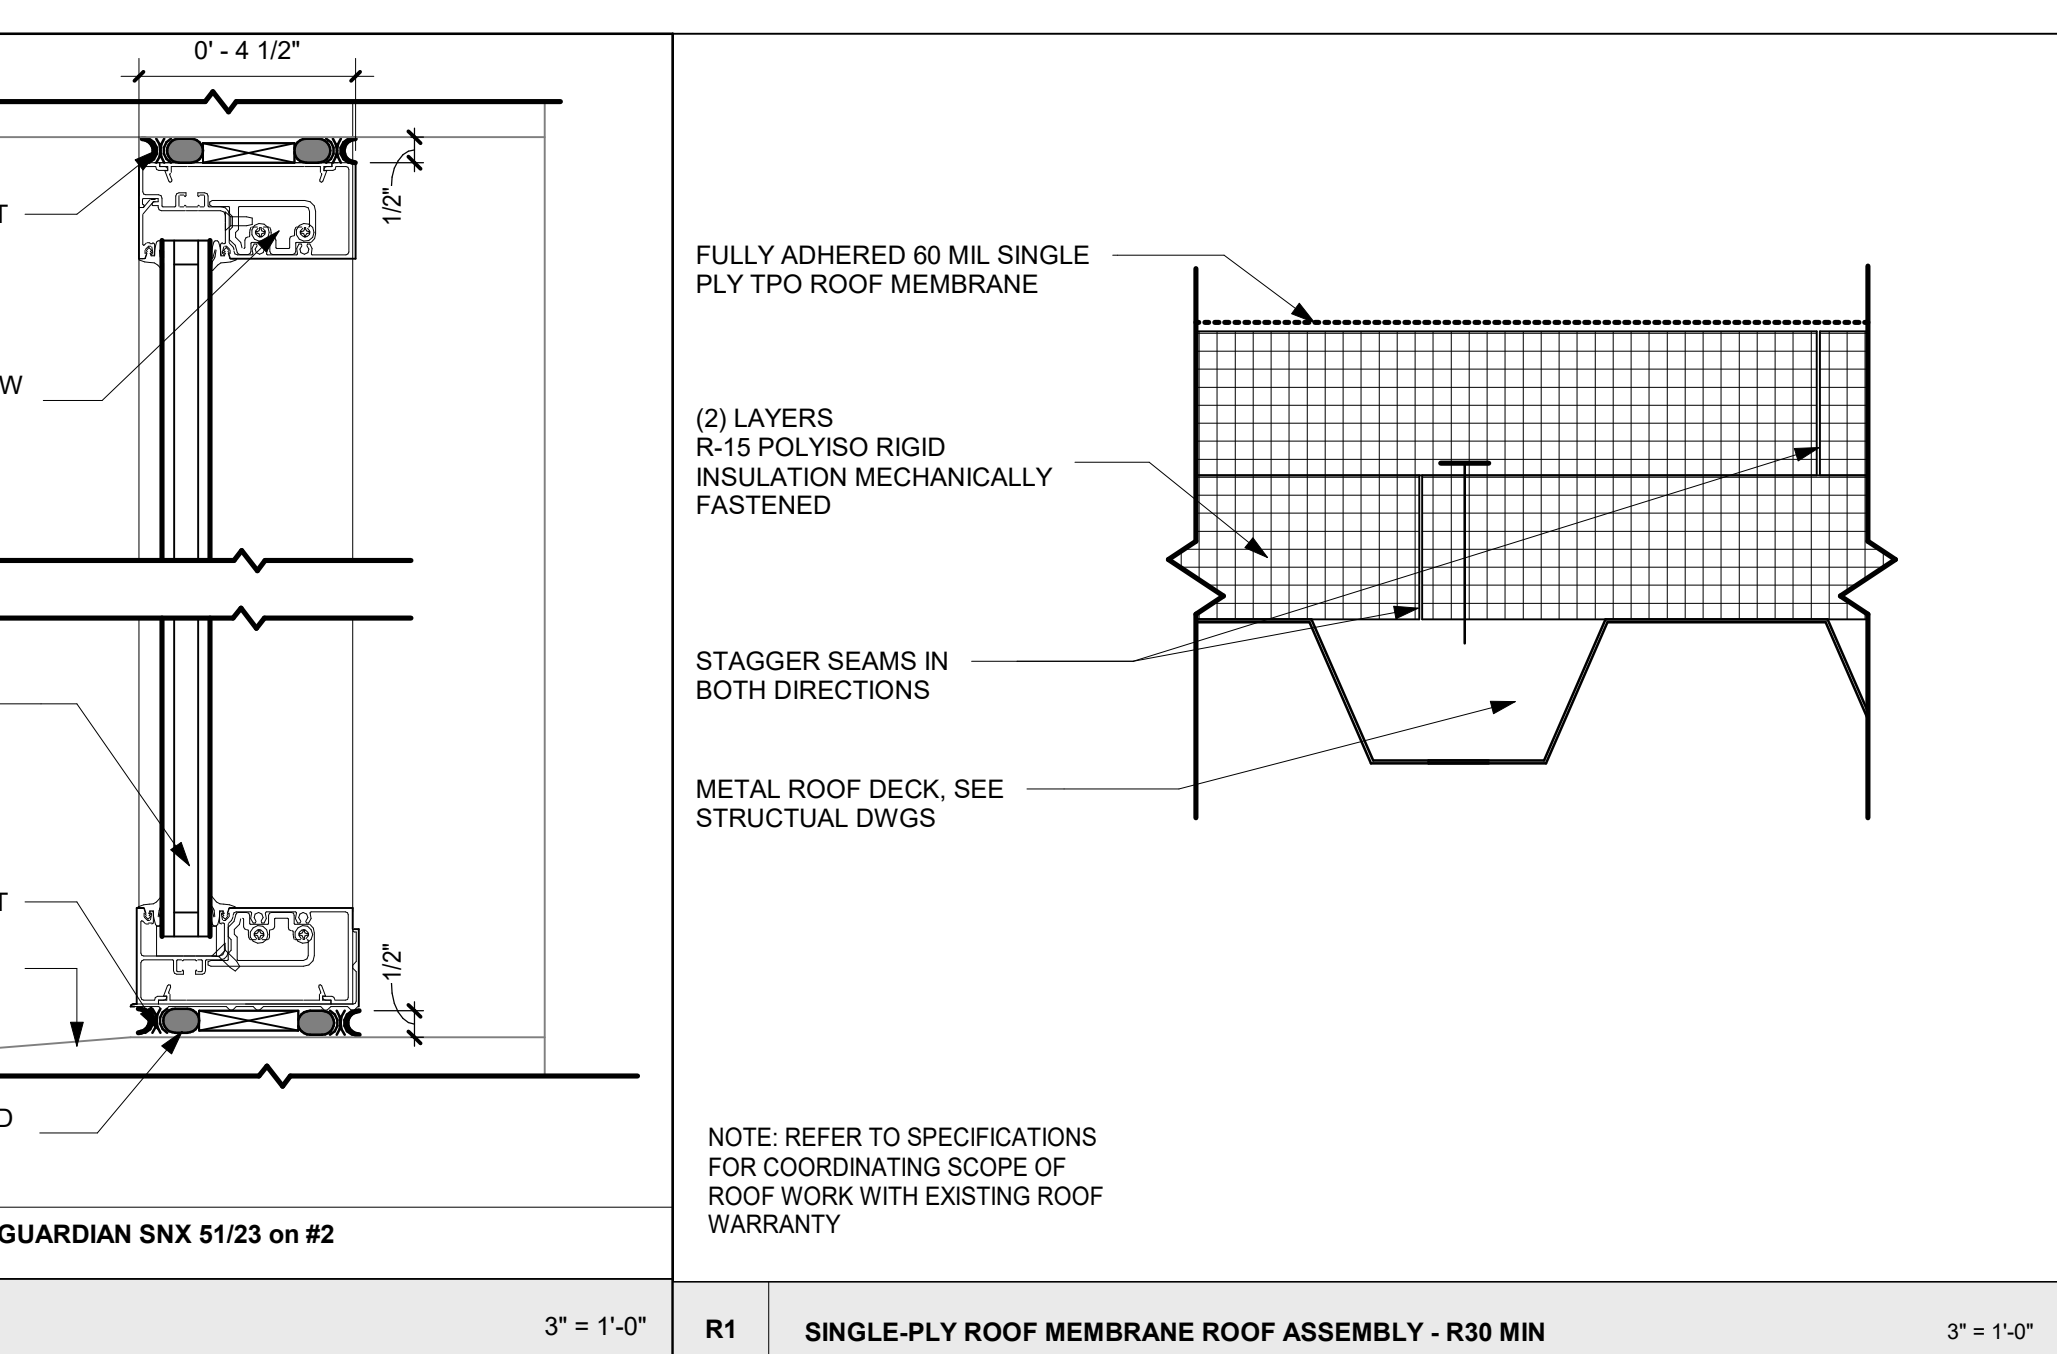 0' - 4 1/2"
1/2"
T
W
T
1/2"
D
GUARDIAN SNX 51/23 on #2
3" = 1'-0"
FULLY ADHERED 60 MIL SINGLE
PLY TPO ROOF MEMBRANE
(2) LAYERS
R-15 POLYISO RIGID
INSULATION MECHANICALLY
FASTENED
STAGGER SEAMS IN
BOTH DIRECTIONS
METAL ROOF DECK, SEE
STRUCTUAL DWGS
NOTE: REFER TO SPECIFICATIONS
FOR COORDINATING SCOPE OF
ROOF WORK WITH EXISTING ROOF
WARRANTY
R1
SINGLE-PLY ROOF MEMBRANE ROOF ASSEMBLY - R30 MIN
3" = 1'-0"